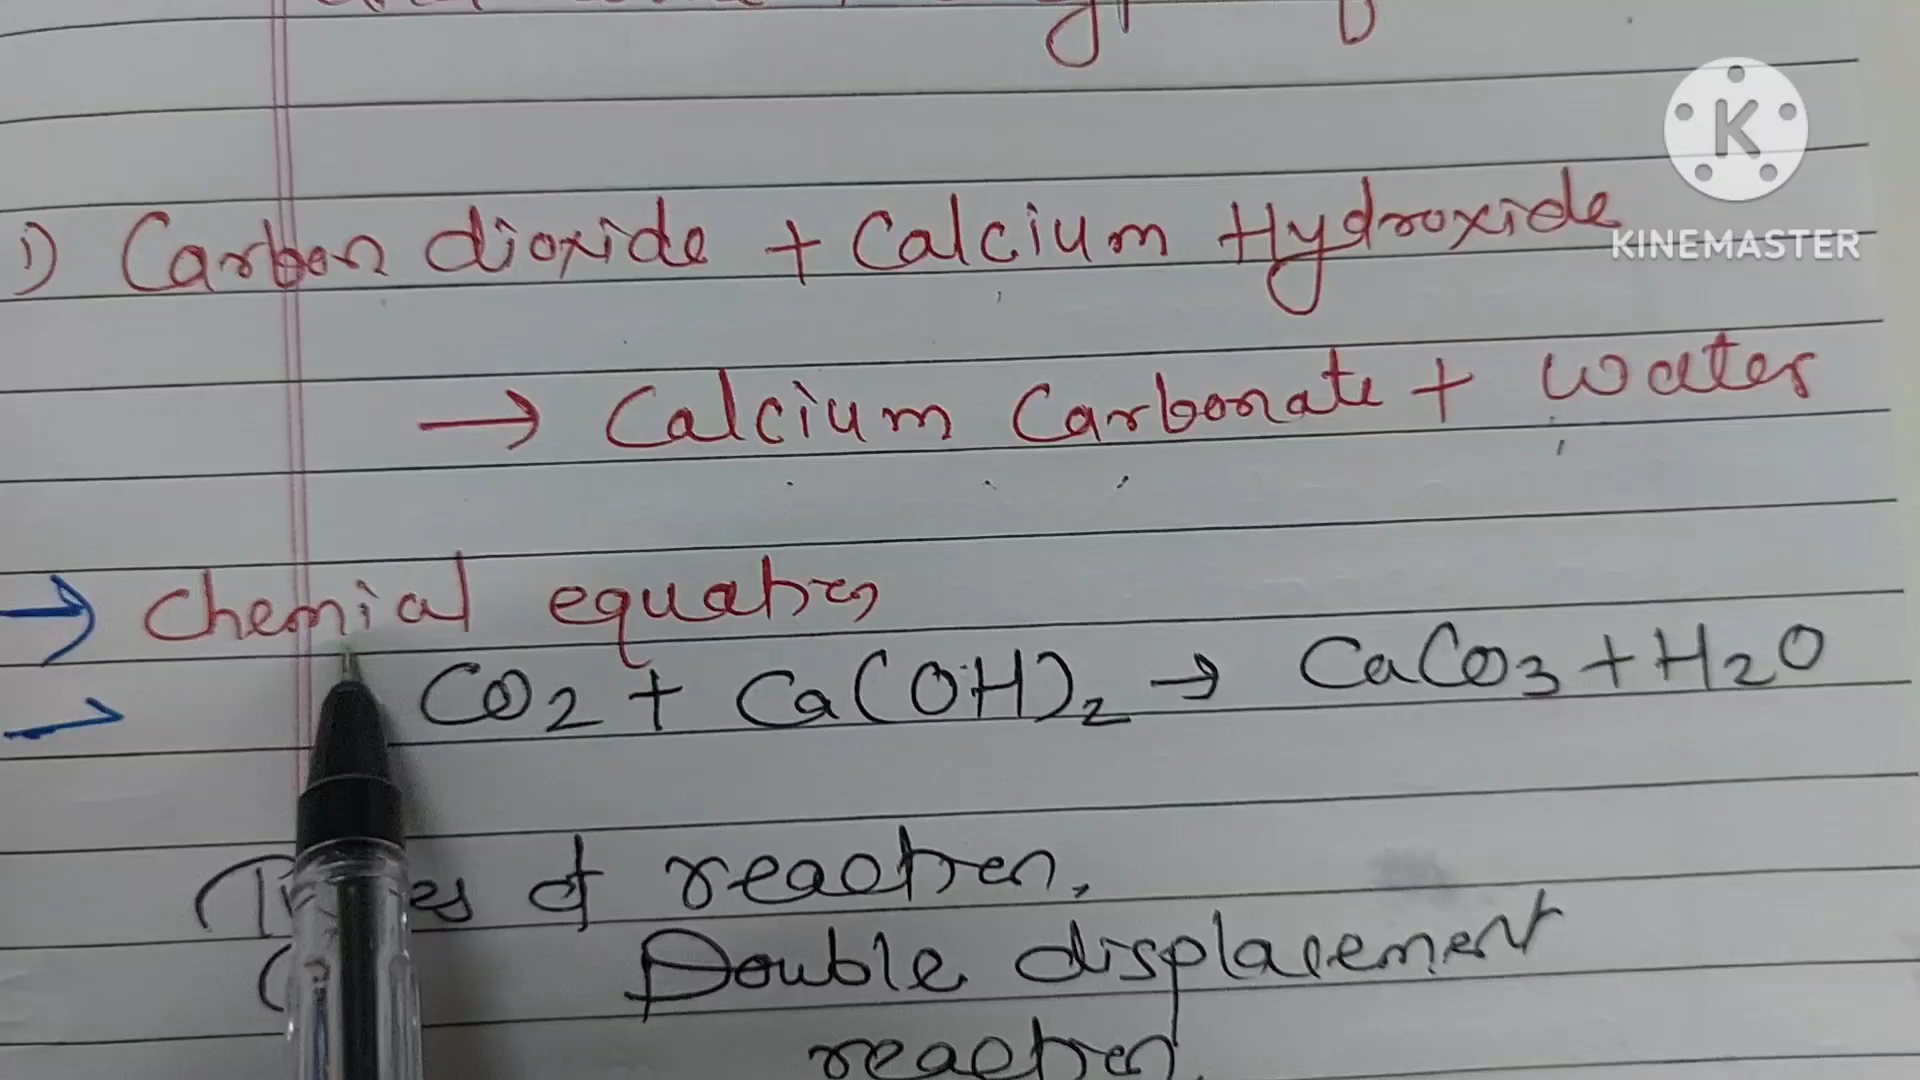 1) Carbon dioxide + Calcium Hydroxide
→ Calcium Carbonate + water
→ Chemial equation
→ CO2 + Ca(OH)2 → CaCO3 + H2O
of reaction,
Double displacement
reaction
K
KINEMASTER